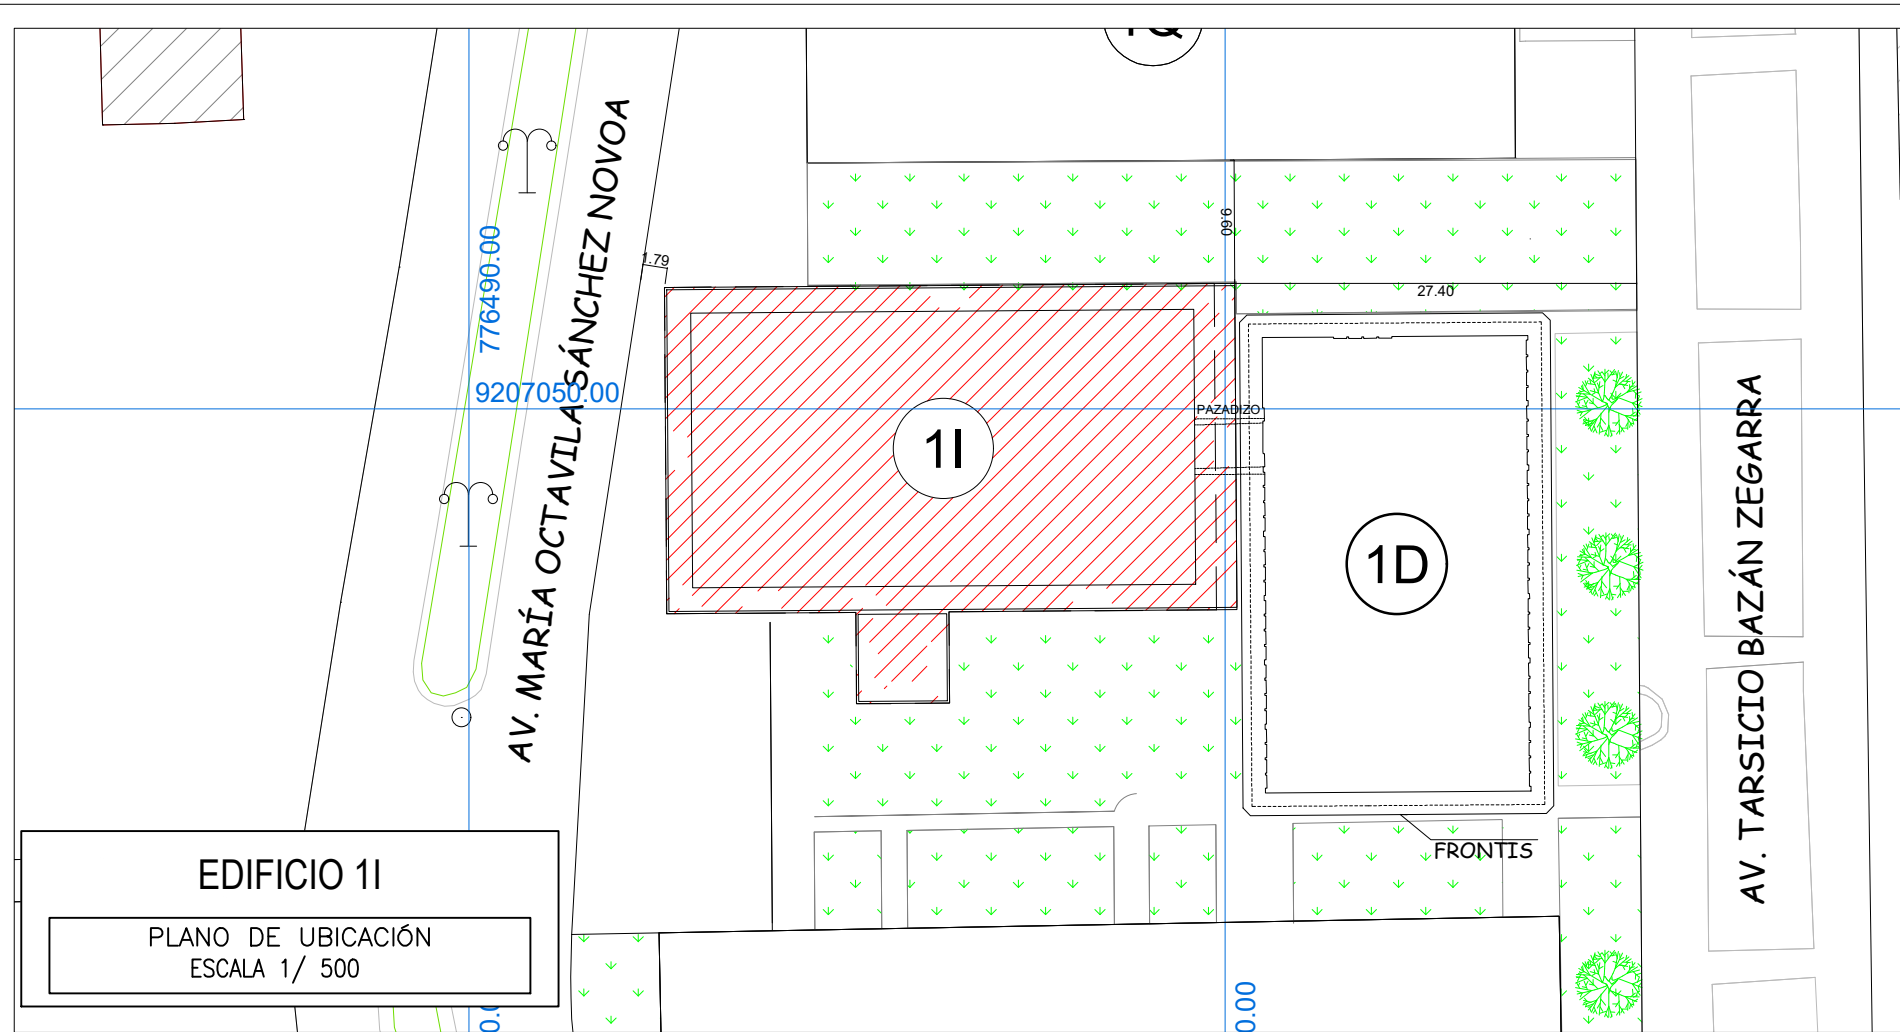 1Q
AV. MARÍA OCTAVILA SÁNCHEZ NOVOA
776490.00
9207050.00
1.79
9.60
27.40
PAZADIZO
1I
1D
AV. TARSICIO BAZÁN ZEGARRA
FRONTIS
EDIFICIO 1I
PLANO DE UBICACIÓN
ESCALA 1/ 500
0.00